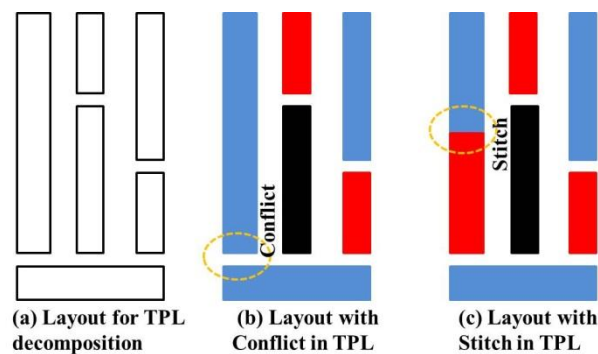 Conflict
Stitch
(a) Layout for TPL
decomposition
(b) Layout with
Conflict in TPL
(c) Layout with
Stitch in TPL